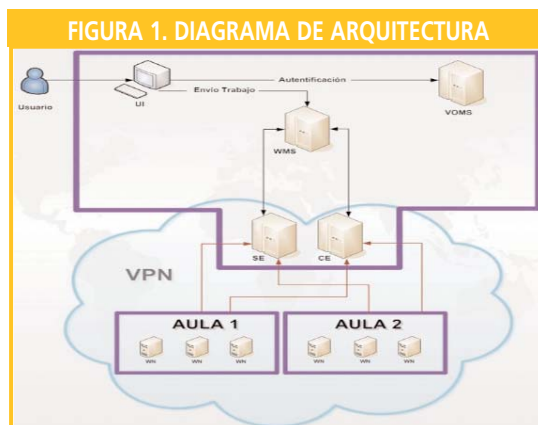 FIGURA 1. DIAGRAMA DE ARQUITECTURA
Usuario
UI
Autentificación
Envio Trabajo
VOMS
WMS
SE
CE
VPN
AULA 1
AULA 2
WN WN WN
WN WN WN